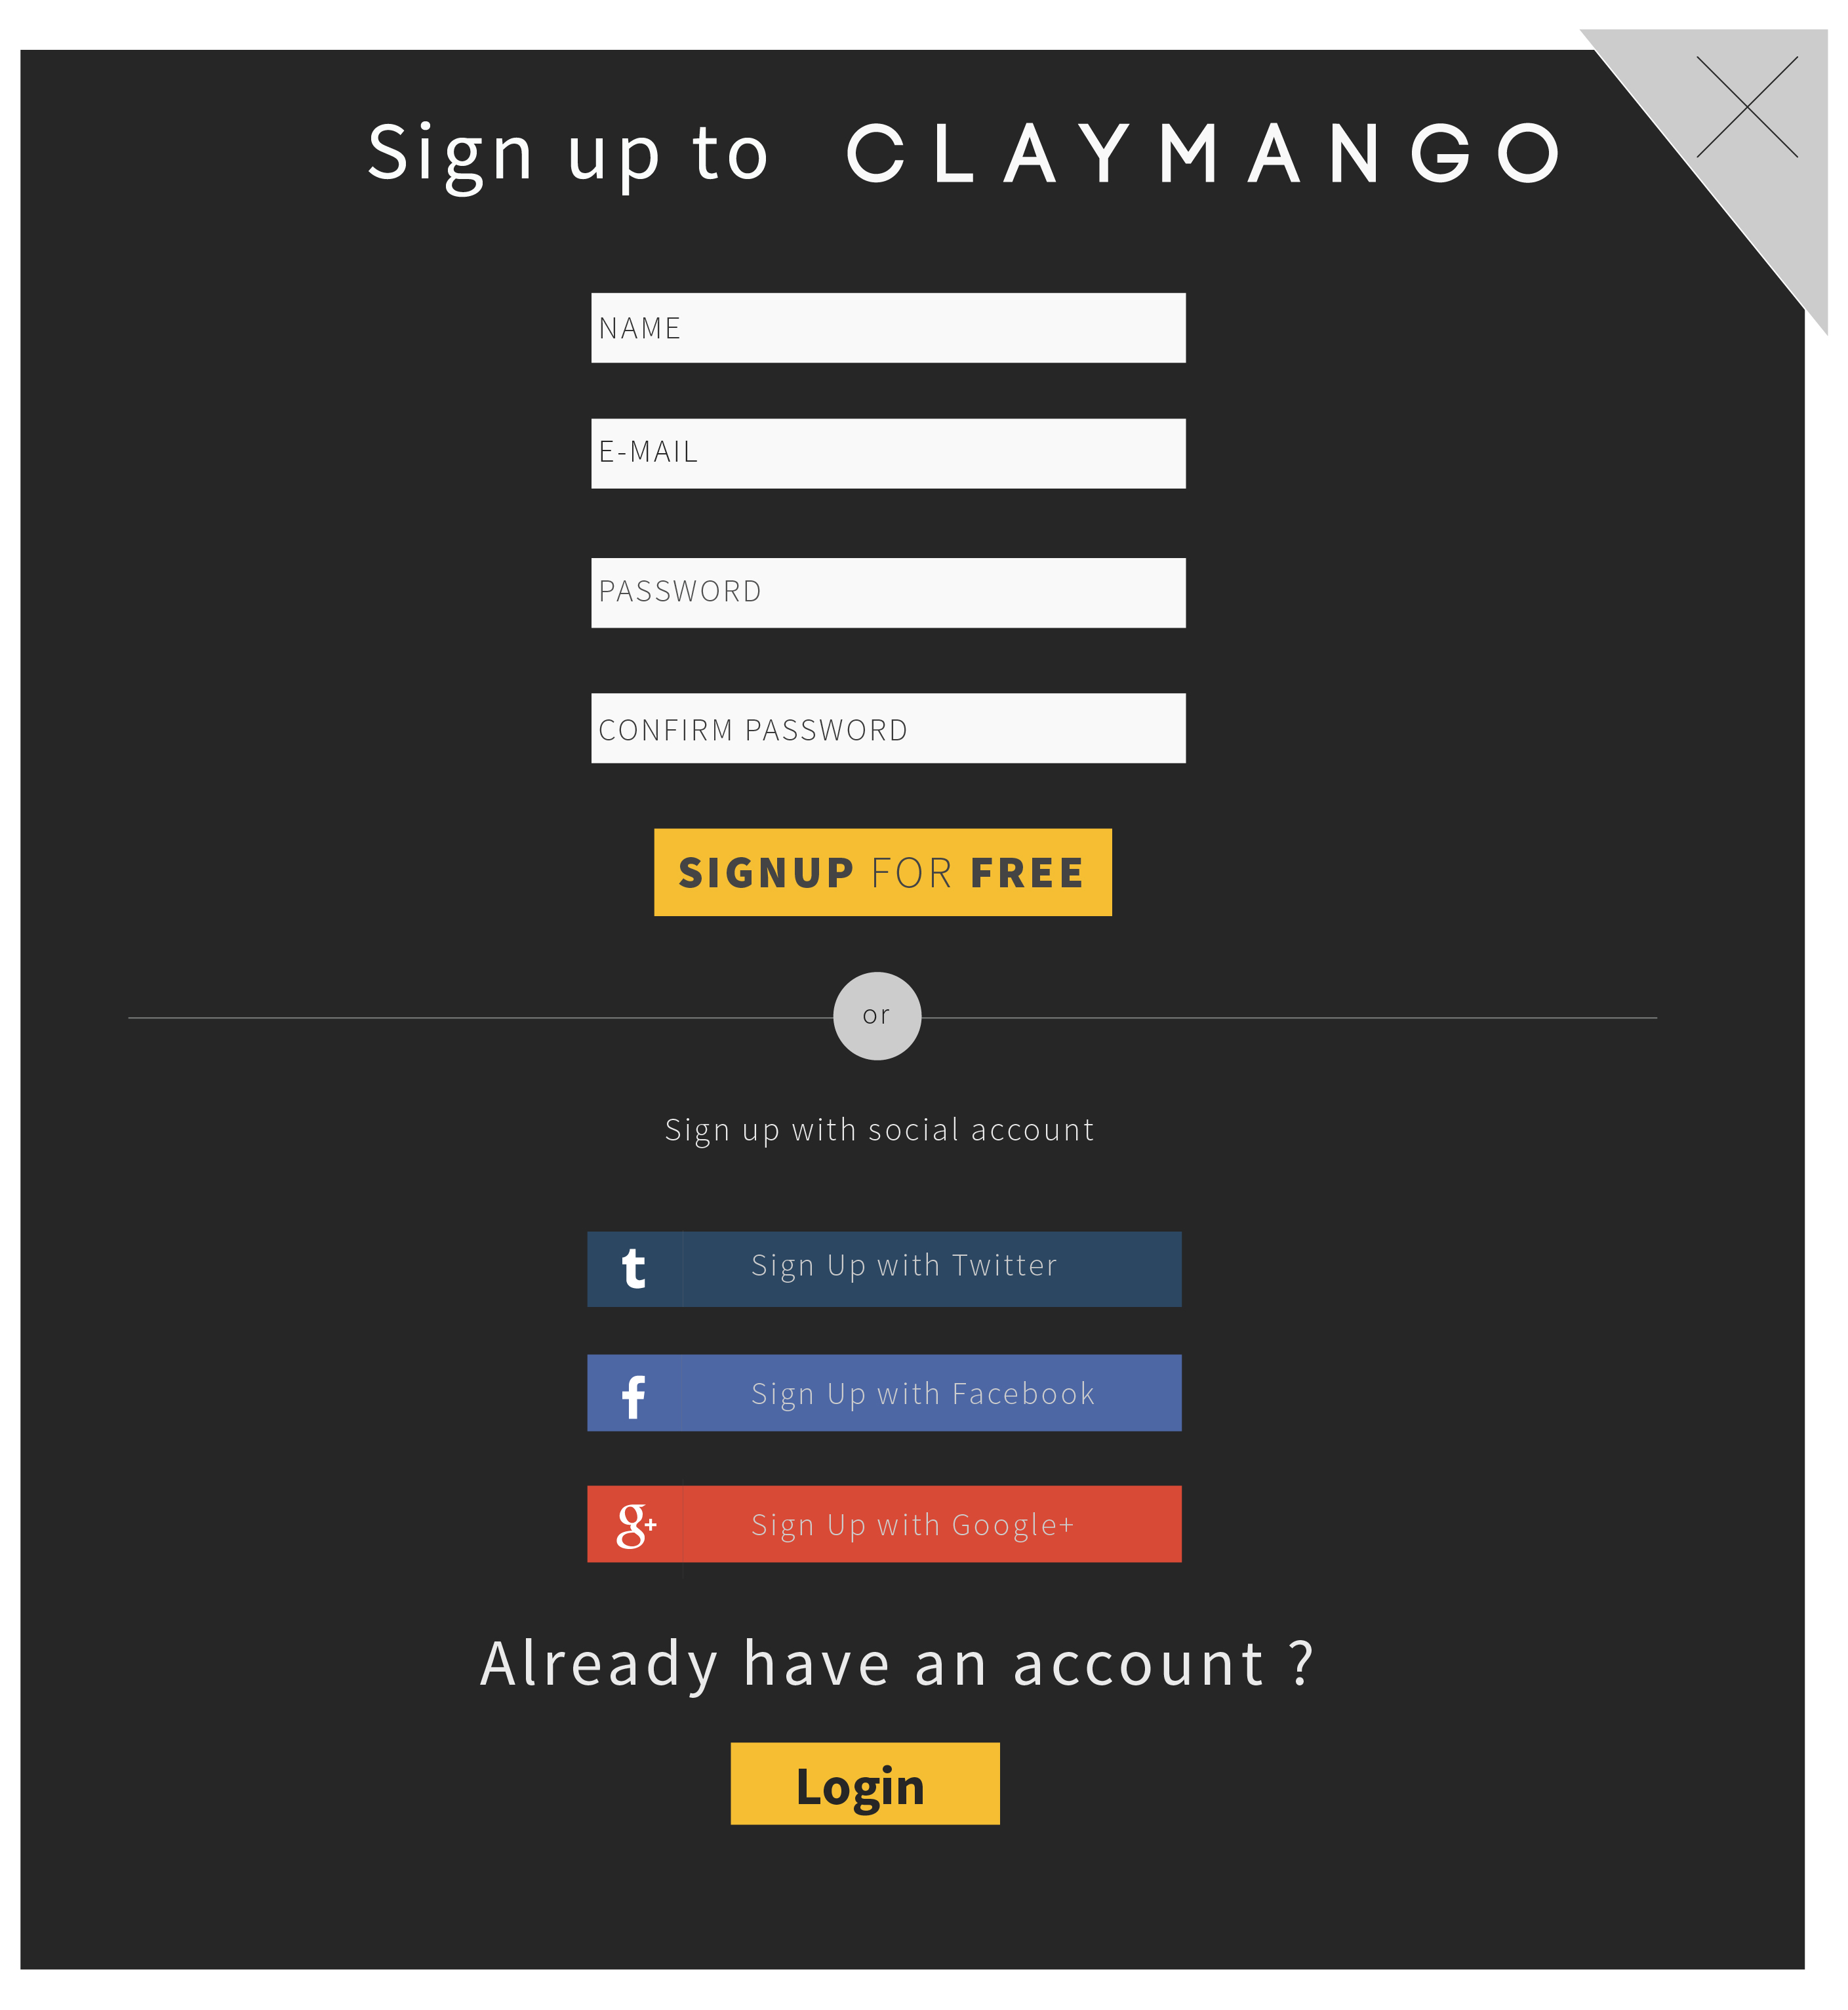 Sign up to CLAYMANGO
NAME
E-MAIL
PASSWORD
CONFIRM PASSWORD
SIGNUP FOR FREE
or
Sign up with social account
t Sign Up with Twitter
f Sign Up with Facebook
g+ Sign Up with Google+
Already have an account ?
Login